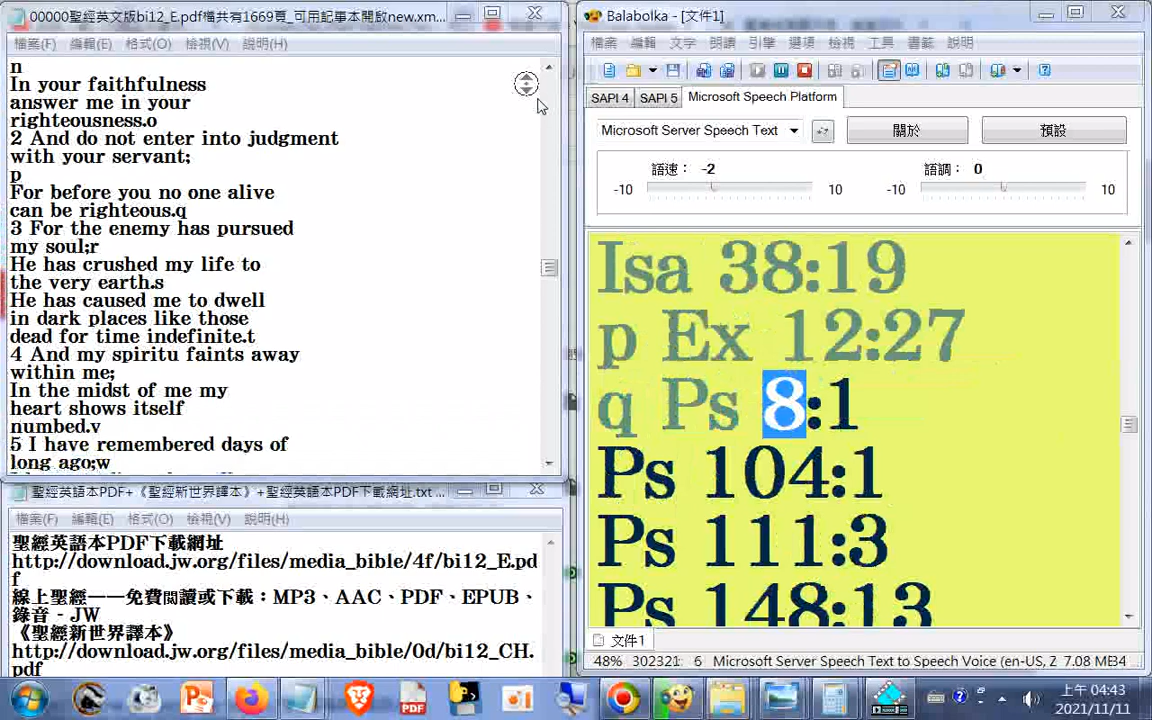 00000聖經英文版bi12_E.pdf檔共有1669頁_可用記事本開啟new.xm...
檔案(F) 編輯(E) 格式(O) 檢視(V) 說明(H)
n
In your faithfulness
answer me in your
righteousness.o
2 And do not enter into judgment
with your servant;
p
For before you no one alive
can be righteous.q
3 For the enemy has pursued
my soul;r
He has crushed my life to
the very earth.s
He has caused me to dwell
in dark places like those
dead for time indefinite.t
4 And my spiritu faints away
within me;
In the midst of me my
heart shows itself
numbed.v
5 I have remembered days of
long ago;w
聖經英語本PDF+《聖經新世界譯本》+聖經英語本PDF下載網址.txt ...
檔案(F) 編輯(E) 格式(O) 檢視(V) 說明(H)
聖經英語本PDF下載網址
http://download.jw.org/files/media_bible/4f/bi12_E.pd
f
線上聖經——免費閱讀或下載：MP3、AAC、PDF、EPUB、
錄音 - JW
《聖經新世界譯本》
http://download.jw.org/files/media_bible/0d/bi12_CH.
pdf
Balabolka - [文件1]
檔案 編輯 文字 朗讀 引擎 選項 檢視 工具 書籤 說明
SAPI 4 SAPI 5 Microsoft Speech Platform
Microsoft Server Speech Text 關於 預設
語速： -2 語調： 0
-10 10 -10 10
Isa 38:19
p Ex 12:27
q Ps 8:1
Ps 104:1
Ps 111:3
Ps 148:13
文件1
48% 302321 6 Microsoft Server Speech Text to Speech Voice (en-US, Z 7.08 MB34
上午 04:43
2021/11/11